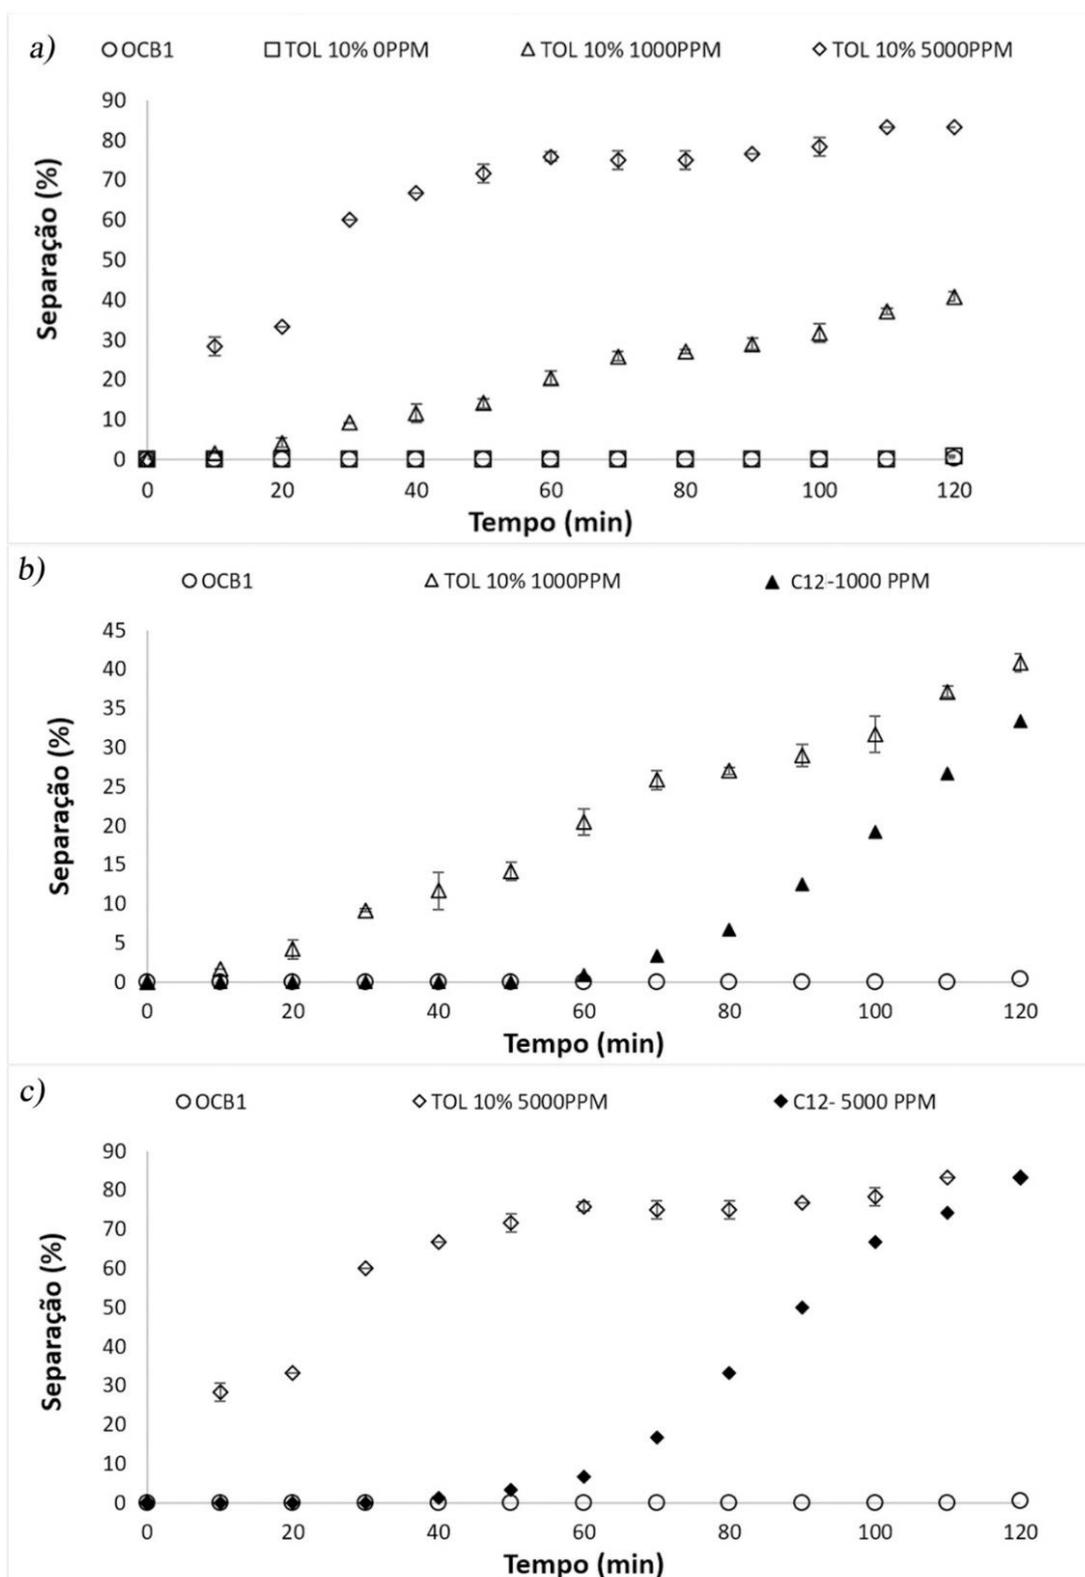 a) OCB1 TOL 10% 0PPM TOL 10% 1000PPM TOL 10% 5000PPM
90
80
70
60
50
40
30
20
10
0
Separação (%)
0 20 40 60 80 100 120
Tempo (min)
b) OCB1 TOL 10% 1000PPM C12-1000 PPM
45
40
35
30
25
20
15
10
5
0
Separação (%)
0 20 40 60 80 100 120
Tempo (min)
c) OCB1 TOL 10% 5000PPM C12- 5000 PPM
90
80
70
60
50
40
30
20
10
0
Separação (%)
0 20 40 60 80 100 120
Tempo (min)